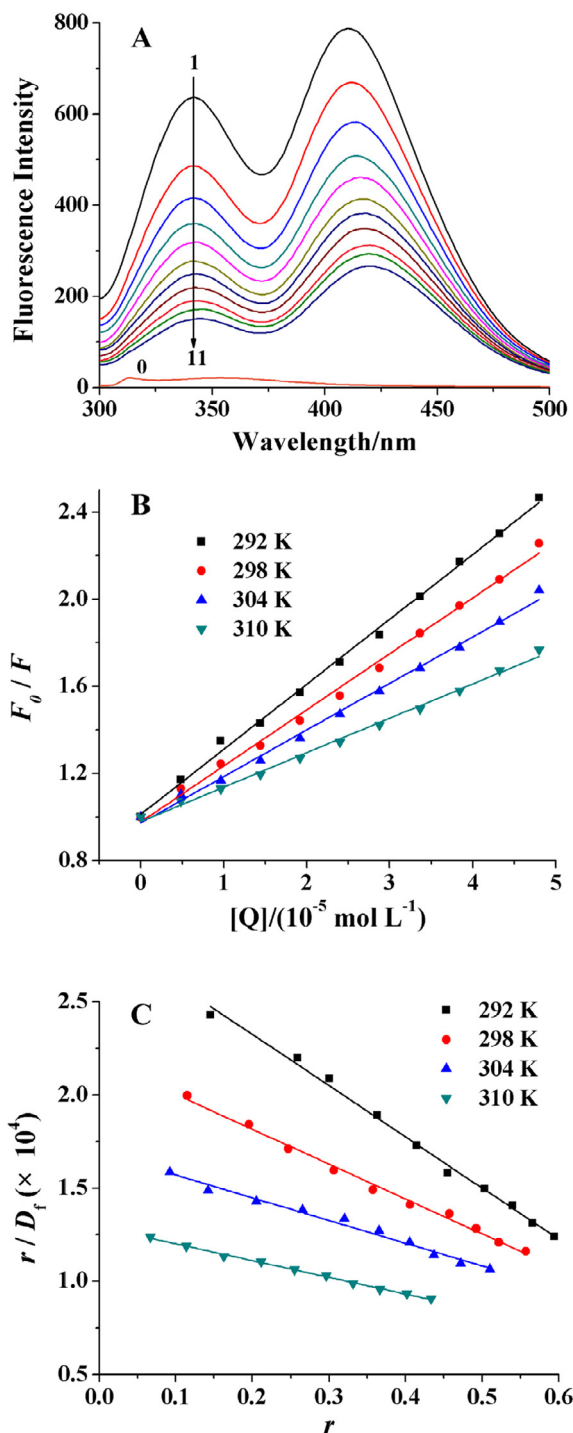 A
800
600
400
200
0
Fluorescence Intensity
1
11
0
300 350 400 450 500
Wavelength/nm
B
292 K
298 K
304 K
310 K
2.4
2.0
1.6
1.2
0.8
F₀ / F
0 1 2 3 4 5
[Q]/(10⁻⁵ mol L⁻¹)
C
292 K
298 K
304 K
310 K
2.5
2.0
1.5
1.0
0.5
r / D_f (× 10⁴)
0.0 0.1 0.2 0.3 0.4 0.5 0.6
r